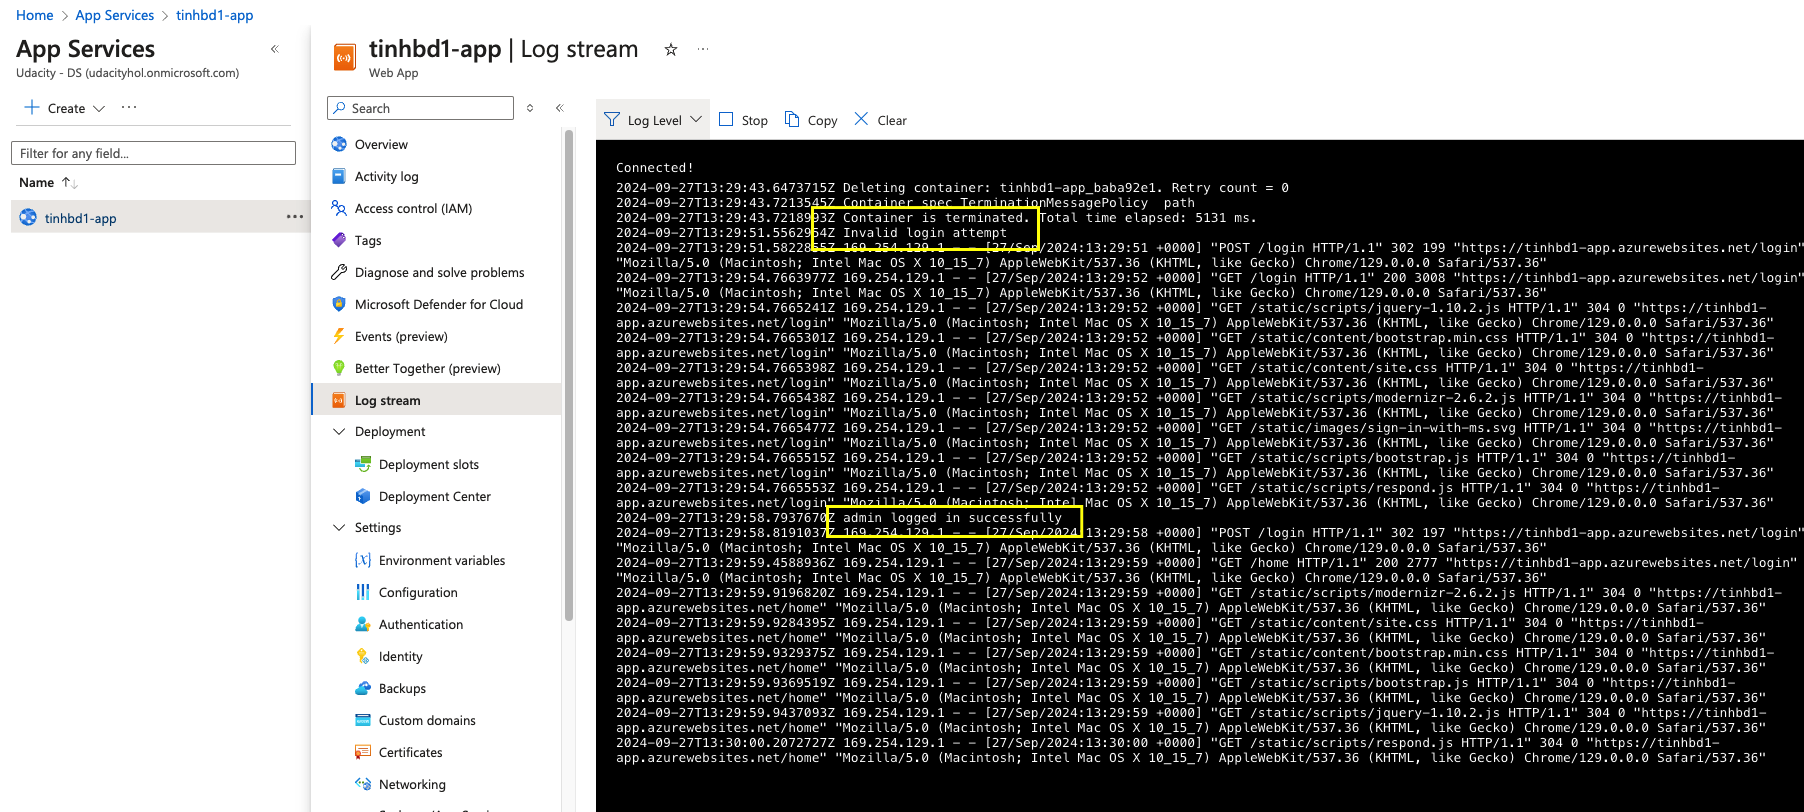 Home > App Services > tinhbd1-app
App Services
Udacity - DS (udacityhol.onmicrosoft.com)
Create
Filter for any field...
Name
tinhbd1-app
tinhbd1-app | Log stream
Web App
Search
Overview
Activity log
Access control (IAM)
Tags
Diagnose and solve problems
Microsoft Defender for Cloud
Events (preview)
Better Together (preview)
Log stream
Deployment
Deployment slots
Deployment Center
Settings
Environment variables
Configuration
Authentication
Identity
Backups
Custom domains
Certificates
Networking
Log Level
Stop
Copy
Clear
Connected!
2024-09-27T13:29:43.6473715Z Deleting container: tinhbd1-app_baba92e1. Retry count = 0
2024-09-27T13:29:43.7213545Z Container spec TerminationMessagePolicy  path
2024-09-27T13:29:43.7218993Z Container is terminated. Total time elapsed: 5131 ms.
2024-09-27T13:29:51.5562954Z Invalid login attempt
2024-09-27T13:29:51.5822855Z 169.254.129.1 - - [27/Sep/2024:13:29:51 +0000] "POST /login HTTP/1.1" 302 199 "https://tinhbd1-app.azurewebsites.net/login"
"Mozilla/5.0 (Macintosh; Intel Mac OS X 10_15_7) AppleWebKit/537.36 (KHTML, like Gecko) Chrome/129.0.0.0 Safari/537.36"
2024-09-27T13:29:54.7663977Z 169.254.129.1 - - [27/Sep/2024:13:29:52 +0000] "GET /login HTTP/1.1" 200 3008 "https://tinhbd1-app.azurewebsites.net/login"
"Mozilla/5.0 (Macintosh; Intel Mac OS X 10_15_7) AppleWebKit/537.36 (KHTML, like Gecko) Chrome/129.0.0.0 Safari/537.36"
2024-09-27T13:29:54.7665241Z 169.254.129.1 - - [27/Sep/2024:13:29:52 +0000] "GET /static/scripts/jquery-1.10.2.js HTTP/1.1" 304 0 "https://tinhbd1-
app.azurewebsites.net/login" "Mozilla/5.0 (Macintosh; Intel Mac OS X 10_15_7) AppleWebKit/537.36 (KHTML, like Gecko) Chrome/129.0.0.0 Safari/537.36"
2024-09-27T13:29:54.7665301Z 169.254.129.1 - - [27/Sep/2024:13:29:52 +0000] "GET /static/content/bootstrap.min.css HTTP/1.1" 304 0 "https://tinhbd1-
app.azurewebsites.net/login" "Mozilla/5.0 (Macintosh; Intel Mac OS X 10_15_7) AppleWebKit/537.36 (KHTML, like Gecko) Chrome/129.0.0.0 Safari/537.36"
2024-09-27T13:29:54.7665398Z 169.254.129.1 - - [27/Sep/2024:13:29:52 +0000] "GET /static/content/site.css HTTP/1.1" 304 0 "https://tinhbd1-
app.azurewebsites.net/login" "Mozilla/5.0 (Macintosh; Intel Mac OS X 10_15_7) AppleWebKit/537.36 (KHTML, like Gecko) Chrome/129.0.0.0 Safari/537.36"
2024-09-27T13:29:54.7665438Z 169.254.129.1 - - [27/Sep/2024:13:29:52 +0000] "GET /static/scripts/modernizr-2.6.2.js HTTP/1.1" 304 0 "https://tinhbd1-
app.azurewebsites.net/login" "Mozilla/5.0 (Macintosh; Intel Mac OS X 10_15_7) AppleWebKit/537.36 (KHTML, like Gecko) Chrome/129.0.0.0 Safari/537.36"
2024-09-27T13:29:54.7665477Z 169.254.129.1 - - [27/Sep/2024:13:29:52 +0000] "GET /static/images/sign-in-with-ms.svg HTTP/1.1" 304 0 "https://tinhbd1-
app.azurewebsites.net/login" "Mozilla/5.0 (Macintosh; Intel Mac OS X 10_15_7) AppleWebKit/537.36 (KHTML, like Gecko) Chrome/129.0.0.0 Safari/537.36"
2024-09-27T13:29:54.7665515Z 169.254.129.1 - - [27/Sep/2024:13:29:52 +0000] "GET /static/scripts/bootstrap.js HTTP/1.1" 304 0 "https://tinhbd1-
app.azurewebsites.net/login" "Mozilla/5.0 (Macintosh; Intel Mac OS X 10_15_7) AppleWebKit/537.36 (KHTML, like Gecko) Chrome/129.0.0.0 Safari/537.36"
2024-09-27T13:29:54.7665553Z 169.254.129.1 - - [27/Sep/2024:13:29:52 +0000] "GET /static/scripts/respond.js HTTP/1.1" 304 0 "https://tinhbd1-
app.azurewebsites.net/login" "Mozilla/5.0 (Macintosh; Intel Mac OS X 10_15_7) AppleWebKit/537.36 (KHTML, like Gecko) Chrome/129.0.0.0 Safari/537.36"
2024-09-27T13:29:58.7937670Z admin logged in successfully
2024-09-27T13:29:58.8191037Z 169.254.129.1 - - [27/Sep/2024:13:29:58 +0000] "POST /login HTTP/1.1" 302 197 "https://tinhbd1-app.azurewebsites.net/login"
"Mozilla/5.0 (Macintosh; Intel Mac OS X 10_15_7) AppleWebKit/537.36 (KHTML, like Gecko) Chrome/129.0.0.0 Safari/537.36"
2024-09-27T13:29:59.4588936Z 169.254.129.1 - - [27/Sep/2024:13:29:59 +0000] "GET /home HTTP/1.1" 200 2777 "https://tinhbd1-app.azurewebsites.net/login"
"Mozilla/5.0 (Macintosh; Intel Mac OS X 10_15_7) AppleWebKit/537.36 (KHTML, like Gecko) Chrome/129.0.0.0 Safari/537.36"
2024-09-27T13:29:59.9196820Z 169.254.129.1 - - [27/Sep/2024:13:29:59 +0000] "GET /static/scripts/modernizr-2.6.2.js HTTP/1.1" 304 0 "https://tinhbd1-
app.azurewebsites.net/home" "Mozilla/5.0 (Macintosh; Intel Mac OS X 10_15_7) AppleWebKit/537.36 (KHTML, like Gecko) Chrome/129.0.0.0 Safari/537.36"
2024-09-27T13:29:59.9284395Z 169.254.129.1 - - [27/Sep/2024:13:29:59 +0000] "GET /static/content/site.css HTTP/1.1" 304 0 "https://tinhbd1-
app.azurewebsites.net/home" "Mozilla/5.0 (Macintosh; Intel Mac OS X 10_15_7) AppleWebKit/537.36 (KHTML, like Gecko) Chrome/129.0.0.0 Safari/537.36"
2024-09-27T13:29:59.9329375Z 169.254.129.1 - - [27/Sep/2024:13:29:59 +0000] "GET /static/content/bootstrap.min.css HTTP/1.1" 304 0 "https://tinhbd1-
app.azurewebsites.net/home" "Mozilla/5.0 (Macintosh; Intel Mac OS X 10_15_7) AppleWebKit/537.36 (KHTML, like Gecko) Chrome/129.0.0.0 Safari/537.36"
2024-09-27T13:29:59.9369519Z 169.254.129.1 - - [27/Sep/2024:13:29:59 +0000] "GET /static/scripts/bootstrap.js HTTP/1.1" 304 0 "https://tinhbd1-
app.azurewebsites.net/home" "Mozilla/5.0 (Macintosh; Intel Mac OS X 10_15_7) AppleWebKit/537.36 (KHTML, like Gecko) Chrome/129.0.0.0 Safari/537.36"
2024-09-27T13:29:59.9437093Z 169.254.129.1 - - [27/Sep/2024:13:29:59 +0000] "GET /static/scripts/jquery-1.10.2.js HTTP/1.1" 304 0 "https://tinhbd1-
app.azurewebsites.net/home" "Mozilla/5.0 (Macintosh; Intel Mac OS X 10_15_7) AppleWebKit/537.36 (KHTML, like Gecko) Chrome/129.0.0.0 Safari/537.36"
2024-09-27T13:30:00.2072727Z 169.254.129.1 - - [27/Sep/2024:13:30:00 +0000] "GET /static/scripts/respond.js HTTP/1.1" 304 0 "https://tinhbd1-
app.azurewebsites.net/home" "Mozilla/5.0 (Macintosh; Intel Mac OS X 10_15_7) AppleWebKit/537.36 (KHTML, like Gecko) Chrome/129.0.0.0 Safari/537.36"